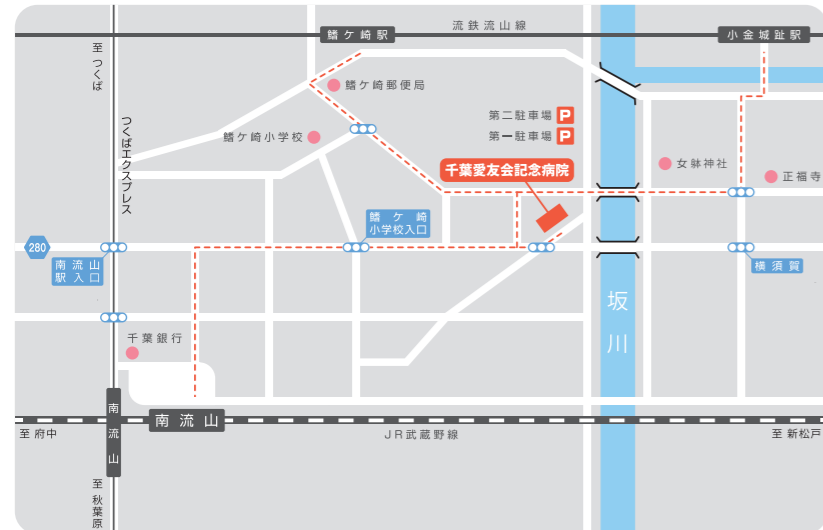 流鉄流山線
鰭ケ崎駅
小金城趾駅
至 つくば
鰭ケ崎郵便局
つくばエクスプレス
第二駐車場 P
第一駐車場 P
鰭ケ崎小学校
千葉愛友会記念病院
女躰神社
正福寺
鰭ケ崎
小学校入口
280
南流山
駅入口
横須賀
坂川
千葉銀行
南流山
南流山
至 府中
JR武蔵野線
至 新松戸
至 秋葉原